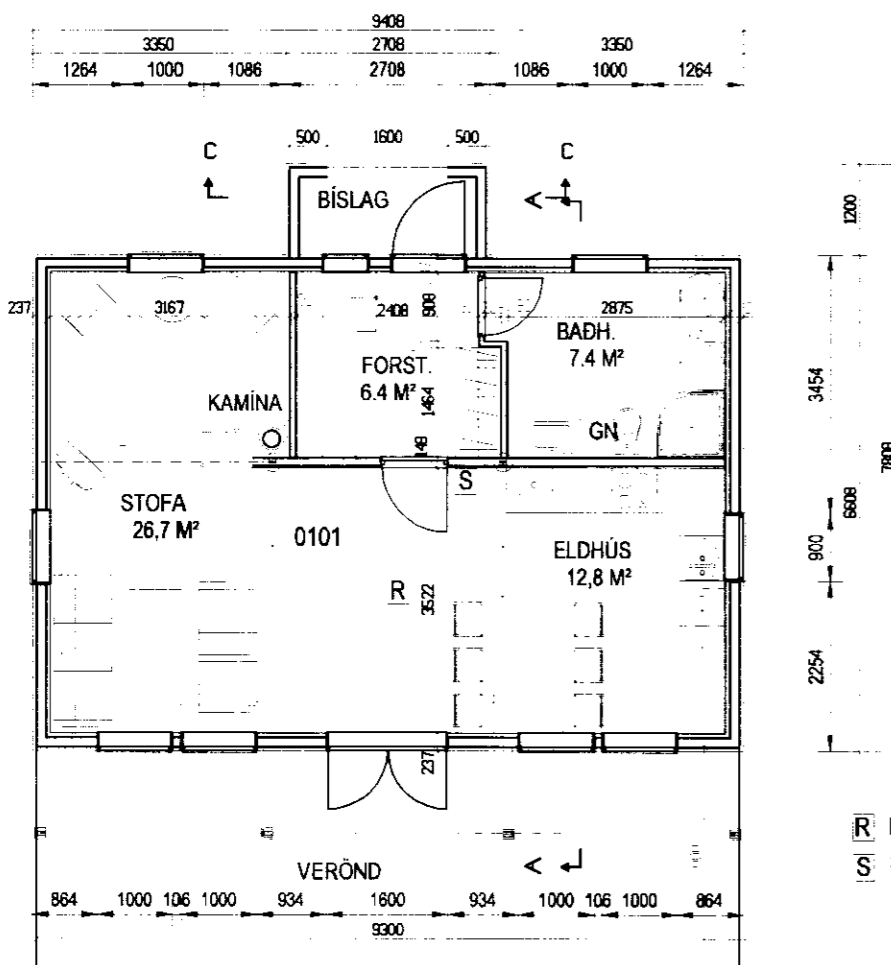 9408
3350 2708 3350
1264 1000 1086 2708 1086 1000 1264
500 1600 500
C C
BÍSLAG A
1200
237 3167 2408 808 2875
BAÐH.
7.4 M²
FORST.
6.4 M²
1464
3454
KAMÍNA
GN
148
7808
S
STOFA
26,7 M²
0101
ELDHÚS
12,8 M²
6608
900
R
3522
2254
237
R
S
VERÖND A
864 1000 106 1000 934 1600 934 1000 106 1000 864
9300